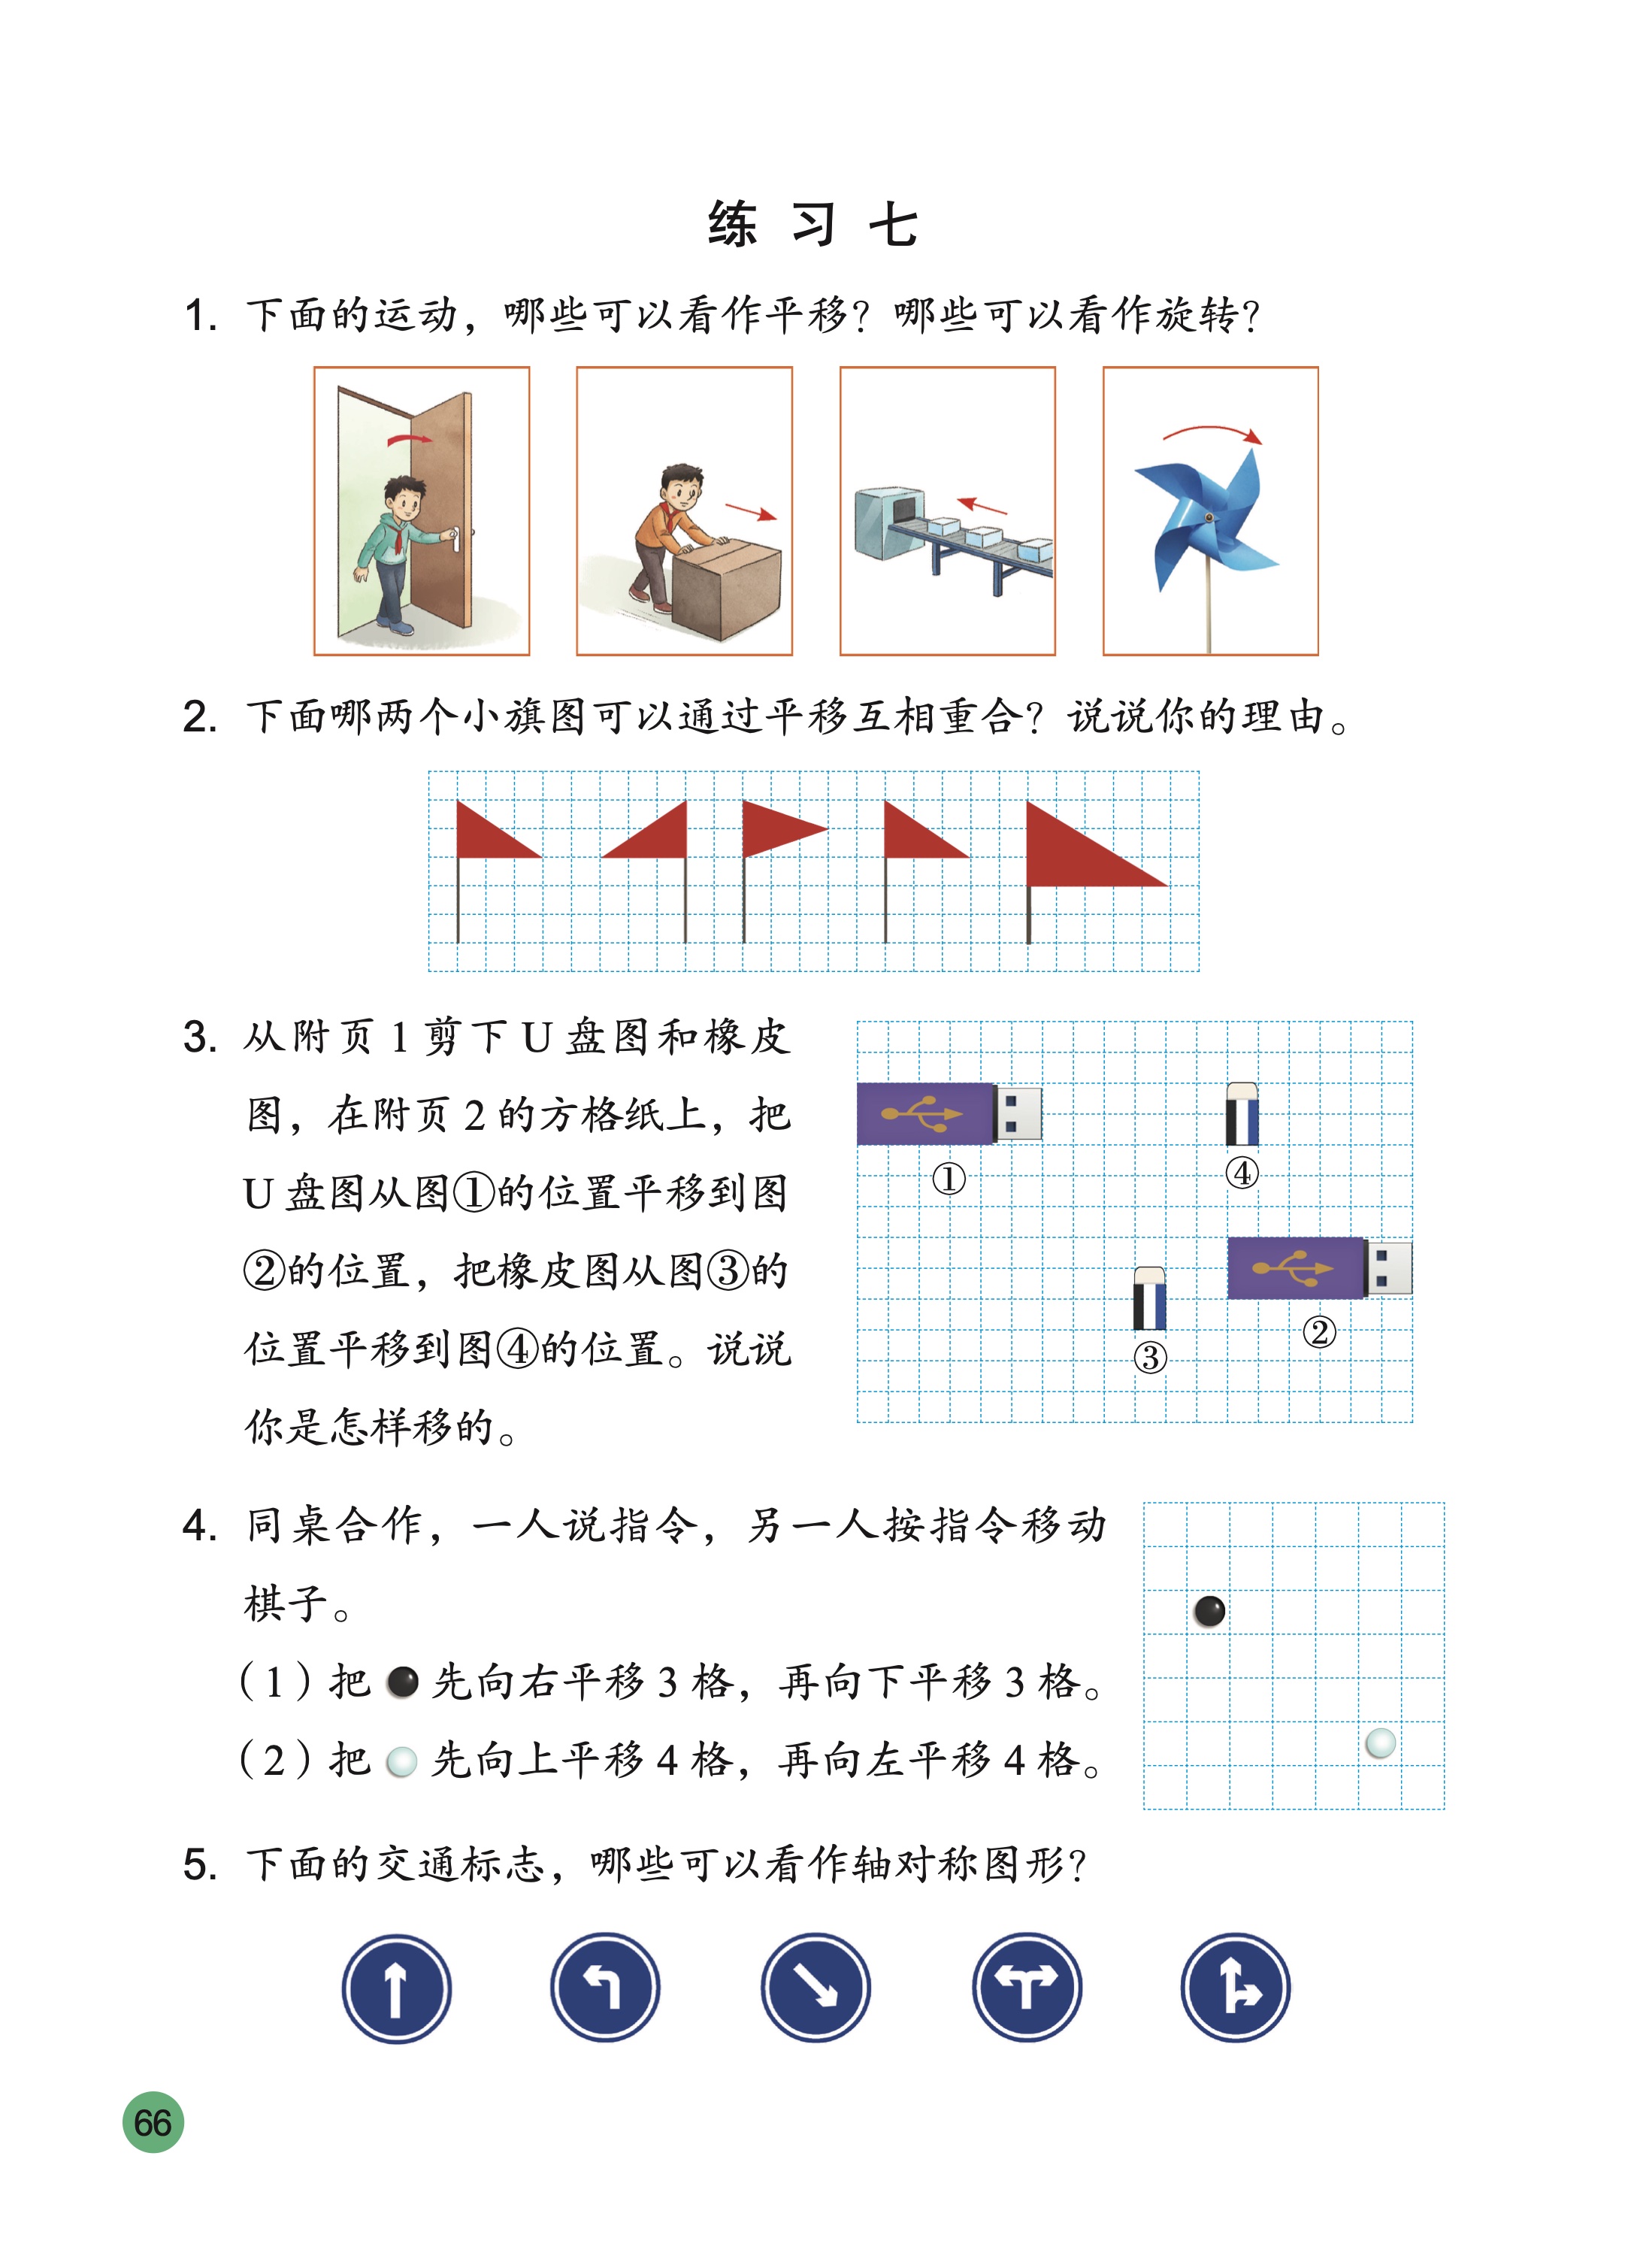 练 习 七
1. 下面的运动，哪些可以看作平移？哪些可以看作旋转？
2. 下面哪两个小旗图可以通过平移互相重合？说说你的理由。
3. 从附页 1 剪下 U 盘图和橡皮
图，在附页 2 的方格纸上，把
U 盘图从图①的位置平移到图
②的位置，把橡皮图从图③的
位置平移到图④的位置。说说
你是怎样移的。
①
④
②
③
4. 同桌合作，一人说指令，另一人按指令移动
棋子。
（1）把 先向右平移 3 格，再向下平移 3 格。
（2）把 先向上平移 4 格，再向左平移 4 格。
5. 下面的交通标志，哪些可以看作轴对称图形？
66